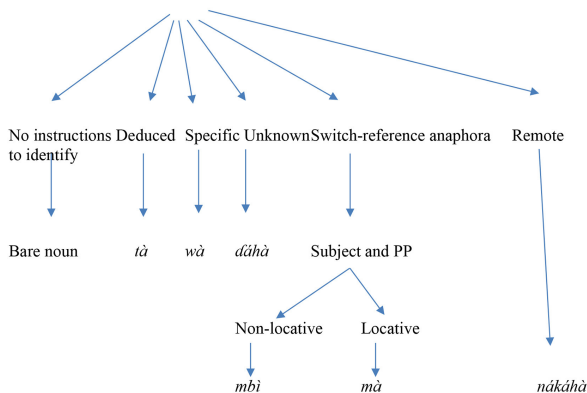 No instructions Deduced Specific Unknown Switch-reference anaphora Remote
to identify
Bare noun tà wà ɗáhà Subject and PP
Non-locative Locative
mbì mà nákáhà